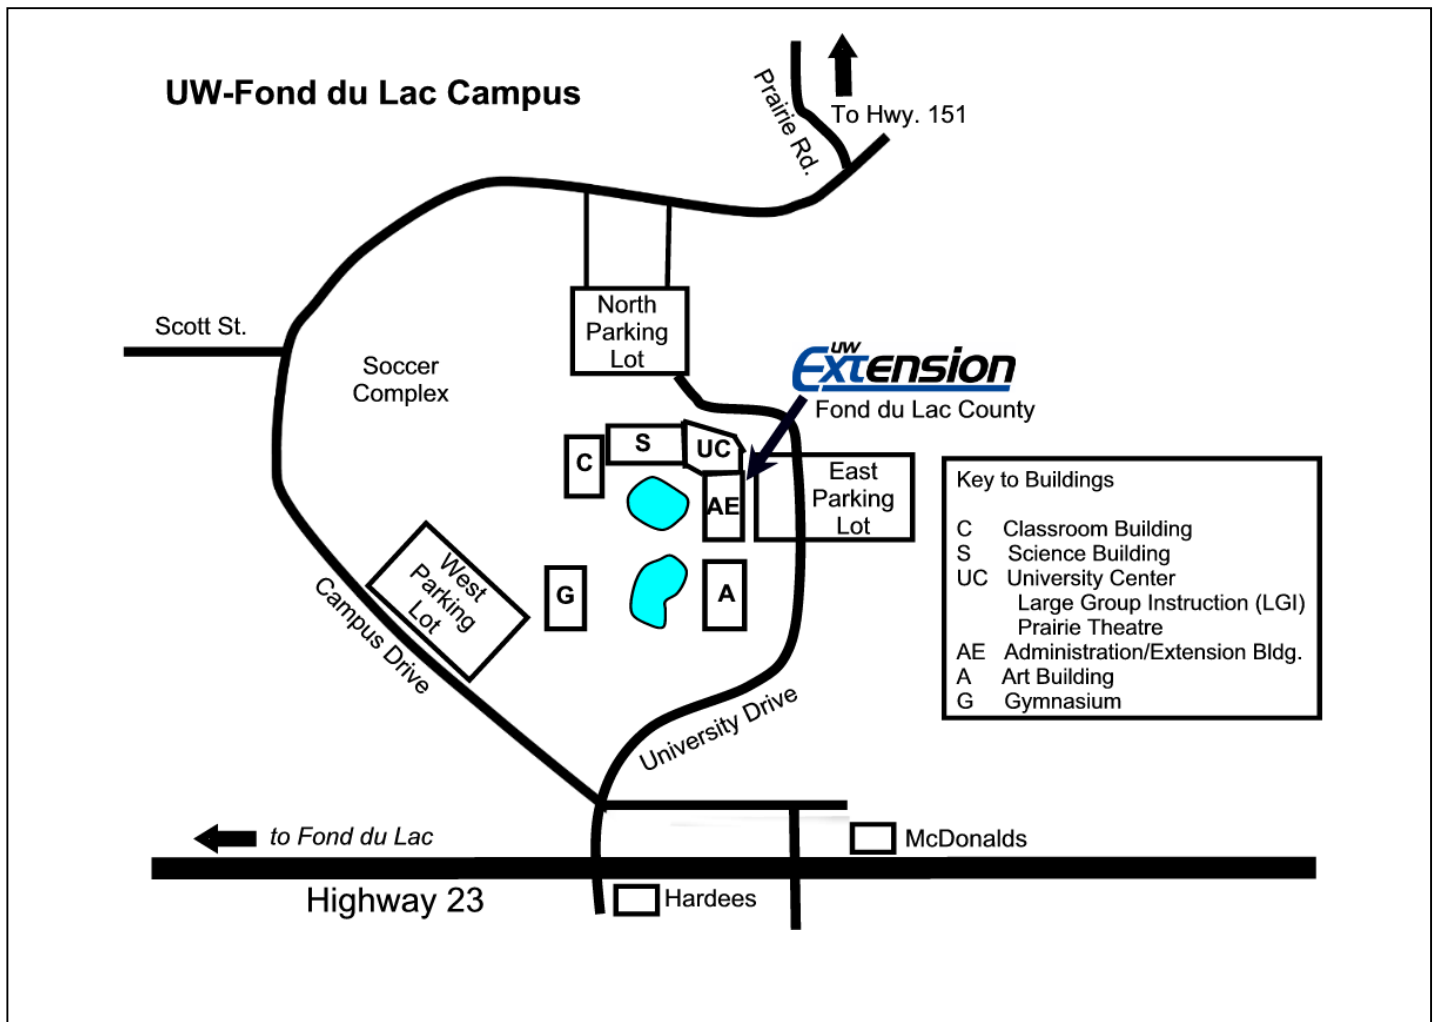 UW-Fond du Lac Campus
Prairie Rd.
To Hwy. 151
Scott St.
Soccer
Complex
North
Parking
Lot
UW
Extension
Fond du Lac County
C
S
UC
AE
East
Parking
Lot
West
Parking
Lot
G
A
Campus Drive
University Drive
Key to Buildings
C Classroom Building
S Science Building
UC University Center
Large Group Instruction (LGI)
Prairie Theatre
AE Administration/Extension Bldg.
A Art Building
G Gymnasium
to Fond du Lac
McDonalds
Highway 23
Hardees